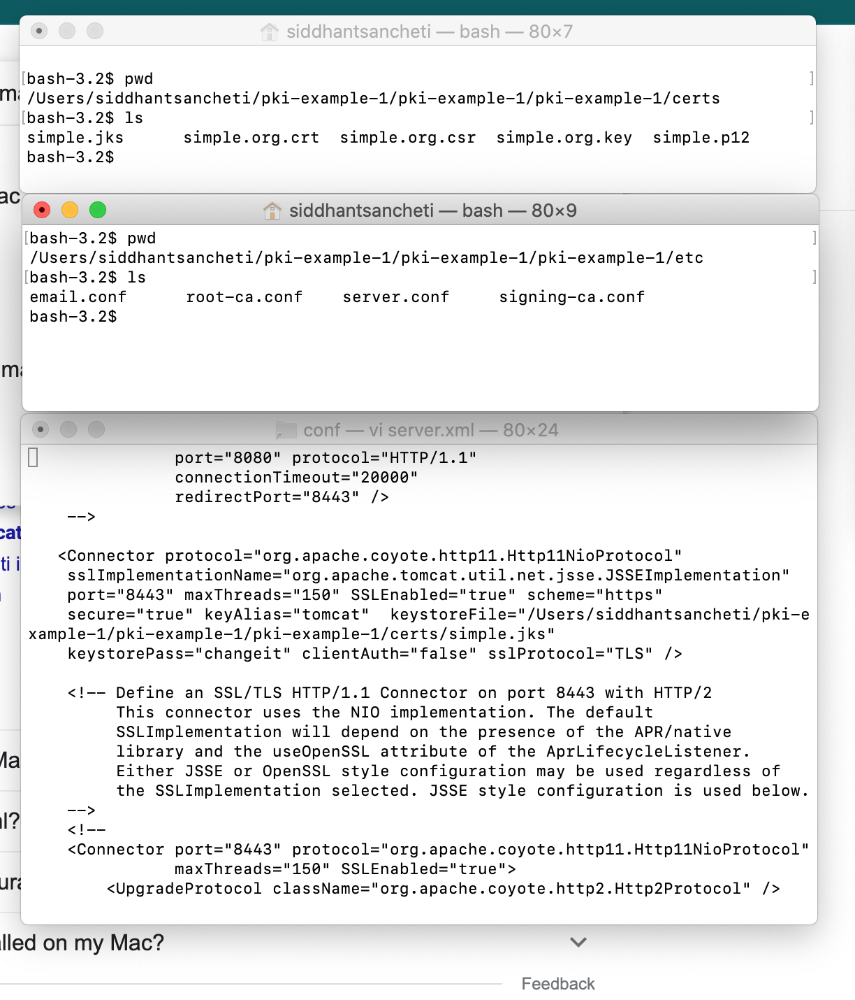 siddhantsancheti — bash — 80×7
[bash-3.2$ pwd ]
/Users/siddhantsancheti/pki-example-1/pki-example-1/pki-example-1/certs
[bash-3.2$ ls ]
simple.jks simple.org.crt simple.org.csr simple.org.key simple.p12
bash-3.2$
siddhantsancheti — bash — 80×9
[bash-3.2$ pwd ]
/Users/siddhantsancheti/pki-example-1/pki-example-1/pki-example-1/etc
[bash-3.2$ ls ]
email.conf root-ca.conf server.conf signing-ca.conf
bash-3.2$
conf — vi server.xml — 80×24
port="8080" protocol="HTTP/1.1"
connectionTimeout="20000"
redirectPort="8443" />
-->
<Connector protocol="org.apache.coyote.http11.Http11NioProtocol"
sslImplementationName="org.apache.tomcat.util.net.jsse.JSSEImplementation"
port="8443" maxThreads="150" SSLEnabled="true" scheme="https"
secure="true" keyAlias="tomcat"  keystoreFile="/Users/siddhantsancheti/pki-e
xample-1/pki-example-1/pki-example-1/certs/simple.jks"
keystorePass="changeit" clientAuth="false" sslProtocol="TLS" />
<!-- Define an SSL/TLS HTTP/1.1 Connector on port 8443 with HTTP/2
This connector uses the NIO implementation. The default
SSLImplementation will depend on the presence of the APR/native
library and the useOpenSSL attribute of the AprLifecycleListener.
Either JSSE or OpenSSL style configuration may be used regardless of
the SSLImplementation selected. JSSE style configuration is used below.
-->
<!--
<Connector port="8443" protocol="org.apache.coyote.http11.Http11NioProtocol"
maxThreads="150" SSLEnabled="true">
<UpgradeProtocol className="org.apache.coyote.http2.Http2Protocol" />
lled on my Mac?
Feedback